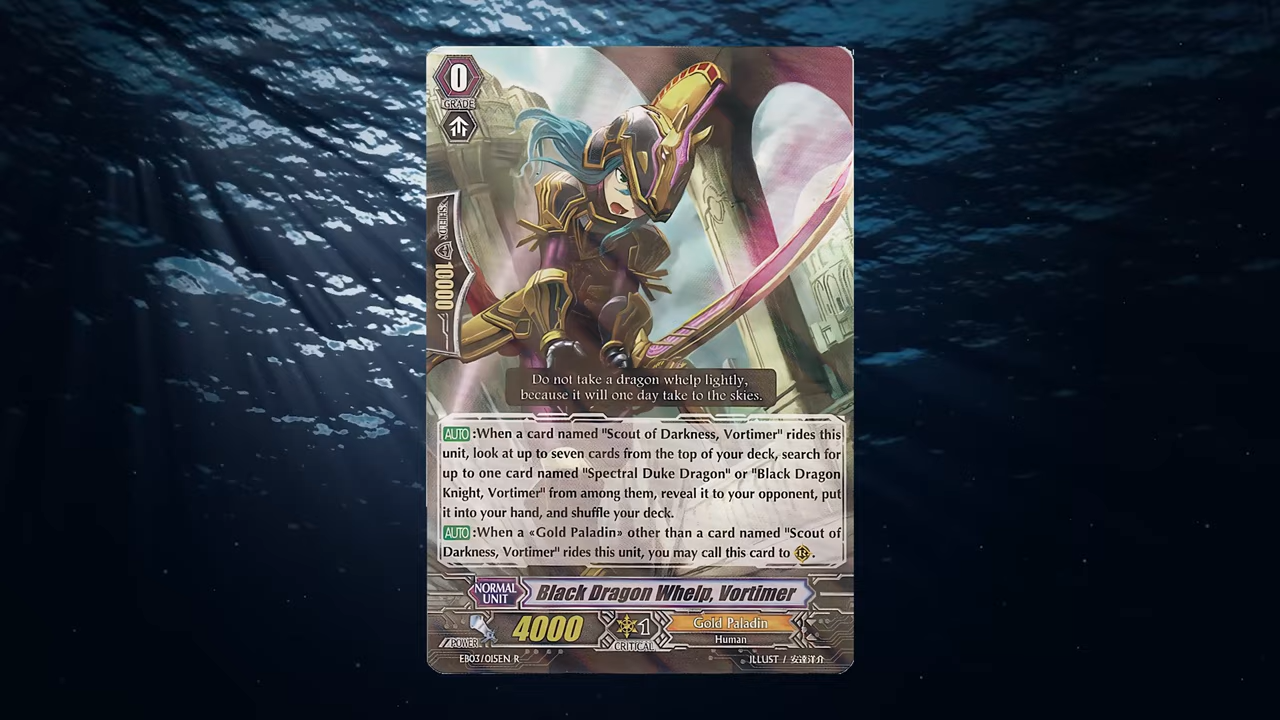 0
GRADE
SHIELD
10000
Do not take a dragon whelp lightly,
because it will one day take to the skies.
AUTO:When a card named "Scout of Darkness, Vortimer" rides this
unit, look at up to seven cards from the top of your deck, search for
up to one card named "Spectral Duke Dragon" or "Black Dragon
Knight, Vortimer" from among them, reveal it to your opponent, put
it into your hand, and shuffle your deck.
AUTO:When a «Gold Paladin» other than a card named "Scout of
Darkness, Vortimer" rides this unit, you may call this card to .
NORMAL
UNIT
Black Dragon Whelp, Vortimer
POWER
4000
1
CRITICAL
Gold Paladin
Human
EB03/015EN R
ILLUST / 安達洋介